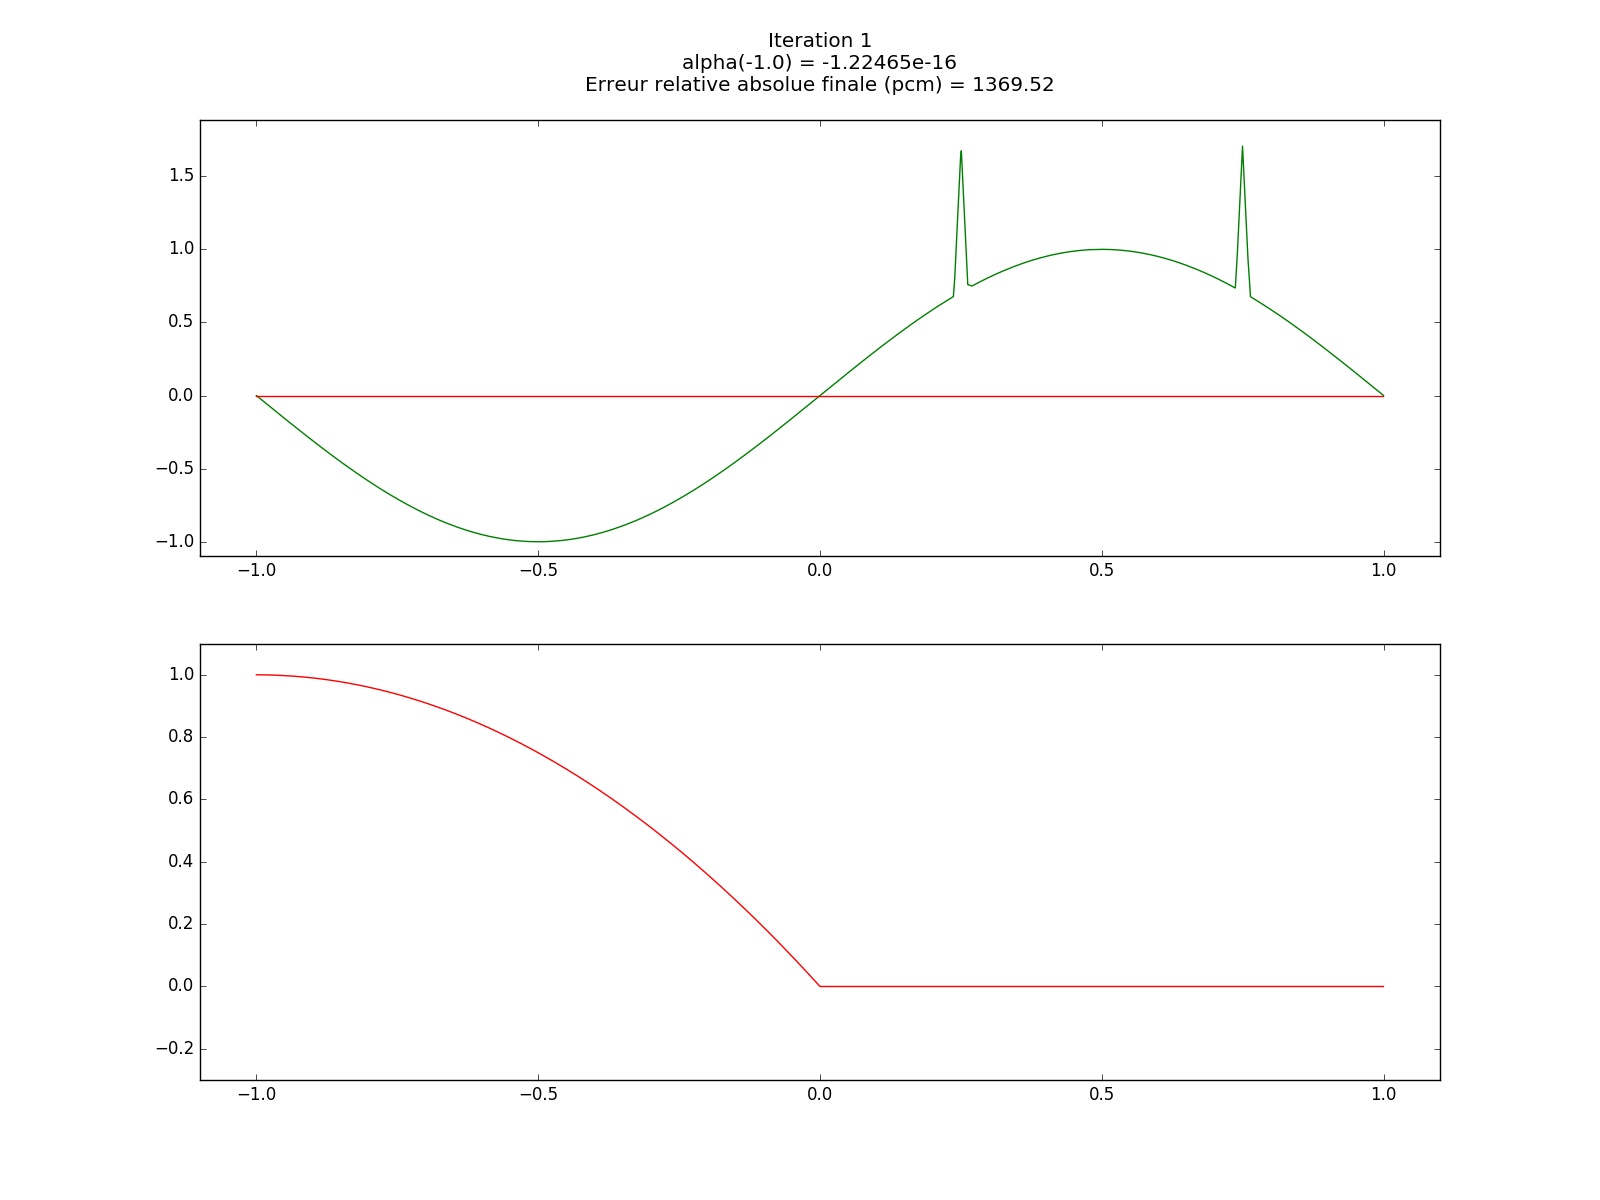 Iteration 1
alpha(-1.0) = -1.22465e-16
Erreur relative absolue finale (pcm) = 1369.52
1.5
1.0
0.5
0.0
−0.5
−1.0
−1.0 −0.5 0.0 0.5 1.0
1.0
0.8
0.6
0.4
0.2
0.0
−0.2
−1.0 −0.5 0.0 0.5 1.0